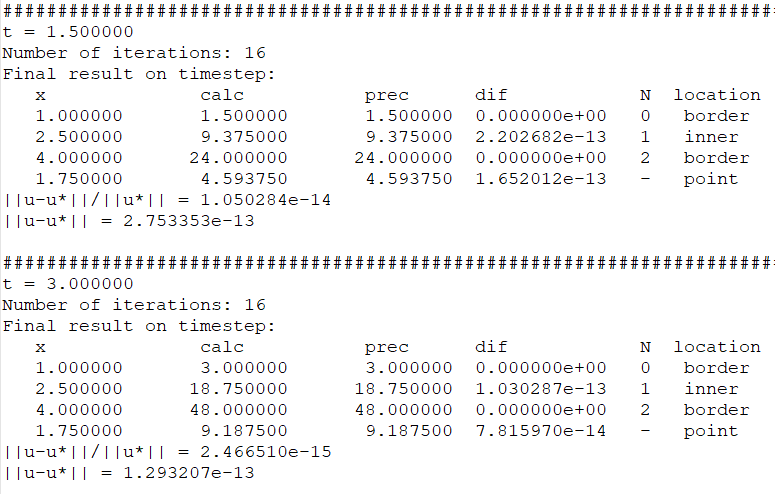 ################################################################################
t = 1.500000
Number of iterations: 16
Final result on timestep:
x calc prec dif N location
1.000000 1.500000 1.500000 0.000000e+00 0 border
2.500000 9.375000 9.375000 2.202682e-13 1 inner
4.000000 24.000000 24.000000 0.000000e+00 2 border
1.750000 4.593750 4.593750 1.652012e-13 - point
||u-u*||/||u*|| = 1.050284e-14
||u-u*|| = 2.753353e-13
################################################################################
t = 3.000000
Number of iterations: 16
Final result on timestep:
x calc prec dif N location
1.000000 3.000000 3.000000 0.000000e+00 0 border
2.500000 18.750000 18.750000 1.030287e-13 1 inner
4.000000 48.000000 48.000000 0.000000e+00 2 border
1.750000 9.187500 9.187500 7.815970e-14 - point
||u-u*||/||u*|| = 2.466510e-15
||u-u*|| = 1.293207e-13